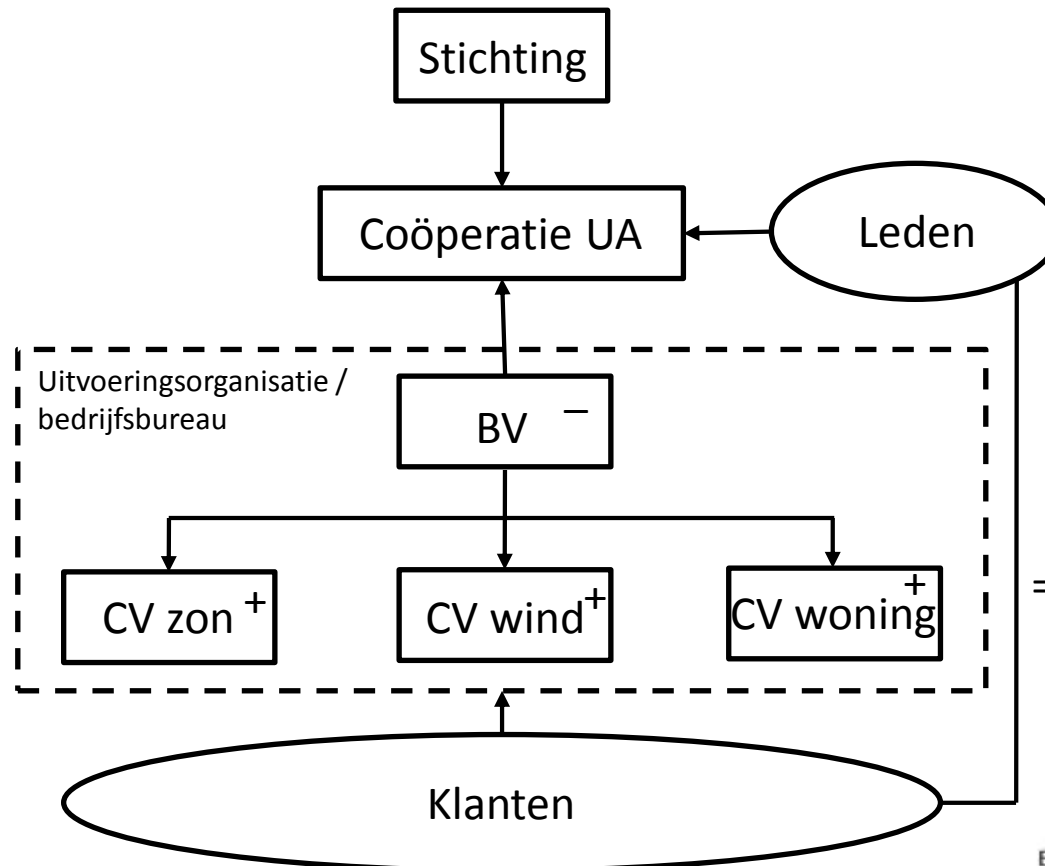 Stichting
Coöperatie UA
Leden
Uitvoeringsorganisatie /
bedrijfsbureau
BV –
CV zon +
CV wind +
CV woning +
=
Klanten